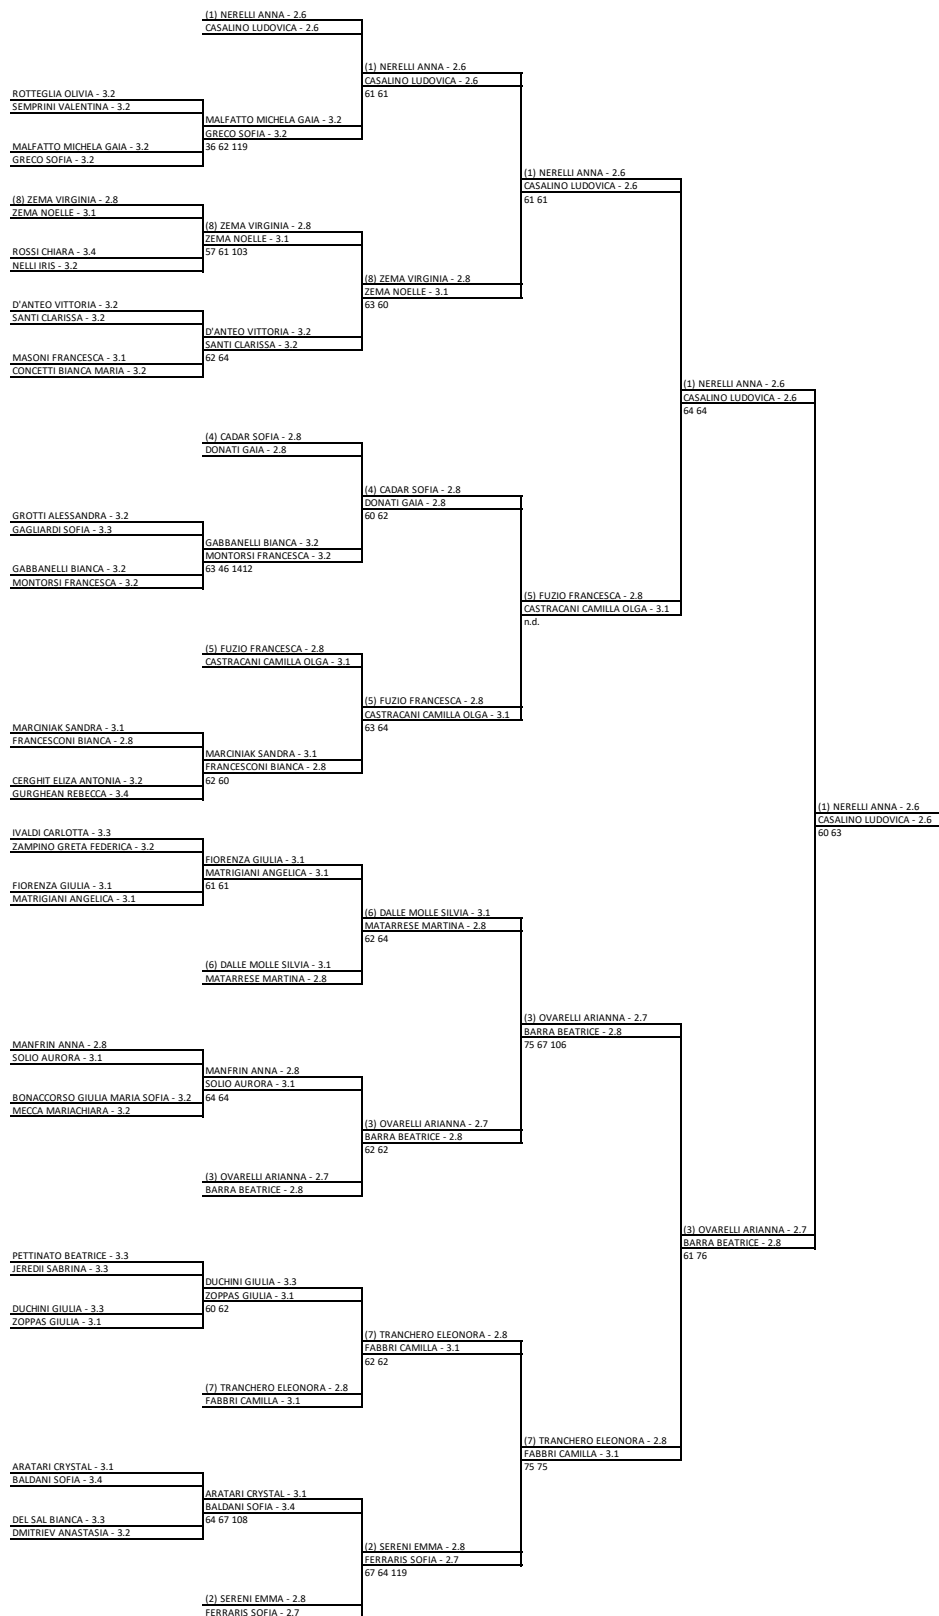 (1) NERELLI ANNA - 2.6
CASALINO LUDOVICA - 2.6
(1) NERELLI ANNA - 2.6
CASALINO LUDOVICA - 2.6
61 61
ROTTEGLIA OLIVIA - 3.2
SEMPRINI VALENTINA - 3.2
MALFATTO MICHELA GAIA - 3.2
GRECO SOFIA - 3.2
36 62 119
MALFATTO MICHELA GAIA - 3.2
GRECO SOFIA - 3.2
(1) NERELLI ANNA - 2.6
CASALINO LUDOVICA - 2.6
61 61
(8) ZEMA VIRGINIA - 2.8
ZEMA NOELLE - 3.1
(8) ZEMA VIRGINIA - 2.8
ZEMA NOELLE - 3.1
57 61 103
ROSSI CHIARA - 3.4
NELLI IRIS - 3.2
(8) ZEMA VIRGINIA - 2.8
ZEMA NOELLE - 3.1
63 60
D'ANTEO VITTORIA - 3.2
SANTI CLARISSA - 3.2
D'ANTEO VITTORIA - 3.2
SANTI CLARISSA - 3.2
62 64
MASONI FRANCESCA - 3.1
CONCETTI BIANCA MARIA - 3.2
(1) NERELLI ANNA - 2.6
CASALINO LUDOVICA - 2.6
64 64
(4) CADAR SOFIA - 2.8
DONATI GAIA - 2.8
(4) CADAR SOFIA - 2.8
DONATI GAIA - 2.8
60 62
GROTTI ALESSANDRA - 3.2
GAGLIARDI SOFIA - 3.3
GABBANELLI BIANCA - 3.2
MONTORSI FRANCESCA - 3.2
63 46 1412
GABBANELLI BIANCA - 3.2
MONTORSI FRANCESCA - 3.2
(5) FUZIO FRANCESCA - 2.8
CASTRACANI CAMILLA OLGA - 3.1
n.d.
(5) FUZIO FRANCESCA - 2.8
CASTRACANI CAMILLA OLGA - 3.1
(5) FUZIO FRANCESCA - 2.8
CASTRACANI CAMILLA OLGA - 3.1
63 64
MARCINIAK SANDRA - 3.1
FRANCESCONI BIANCA - 2.8
MARCINIAK SANDRA - 3.1
FRANCESCONI BIANCA - 2.8
62 60
CERGHIT ELIZA ANTONIA - 3.2
GURGHEAN REBECCA - 3.4
(1) NERELLI ANNA - 2.6
CASALINO LUDOVICA - 2.6
60 63
IVALDI CARLOTTA - 3.3
ZAMPINO GRETA FEDERICA - 3.2
FIORENZA GIULIA - 3.1
MATRIGIANI ANGELICA - 3.1
61 61
FIORENZA GIULIA - 3.1
MATRIGIANI ANGELICA - 3.1
(6) DALLE MOLLE SILVIA - 3.1
MATARRESE MARTINA - 2.8
62 64
(6) DALLE MOLLE SILVIA - 3.1
MATARRESE MARTINA - 2.8
(3) OVARELLI ARIANNA - 2.7
BARRA BEATRICE - 2.8
75 67 106
MANFRIN ANNA - 2.8
SOLIO AURORA - 3.1
MANFRIN ANNA - 2.8
SOLIO AURORA - 3.1
64 64
BONACCORSO GIULIA MARIA SOFIA - 3.2
MECCA MARIACHIARA - 3.2
(3) OVARELLI ARIANNA - 2.7
BARRA BEATRICE - 2.8
62 62
(3) OVARELLI ARIANNA - 2.7
BARRA BEATRICE - 2.8
(3) OVARELLI ARIANNA - 2.7
BARRA BEATRICE - 2.8
61 76
PETTINATO BEATRICE - 3.3
JEREDII SABRINA - 3.3
DUCHINI GIULIA - 3.3
ZOPPAS GIULIA - 3.1
60 62
DUCHINI GIULIA - 3.3
ZOPPAS GIULIA - 3.1
(7) TRANCHERO ELEONORA - 2.8
FABBRI CAMILLA - 3.1
62 62
(7) TRANCHERO ELEONORA - 2.8
FABBRI CAMILLA - 3.1
(7) TRANCHERO ELEONORA - 2.8
FABBRI CAMILLA - 3.1
75 75
ARATARI CRYSTAL - 3.1
BALDANI SOFIA - 3.4
ARATARI CRYSTAL - 3.1
BALDANI SOFIA - 3.4
64 67 108
DEL SAL BIANCA - 3.3
DMITRIEV ANASTASIA - 3.2
(2) SERENI EMMA - 2.8
FERRARIS SOFIA - 2.7
67 64 119
(2) SERENI EMMA - 2.8
FERRARIS SOFIA - 2.7